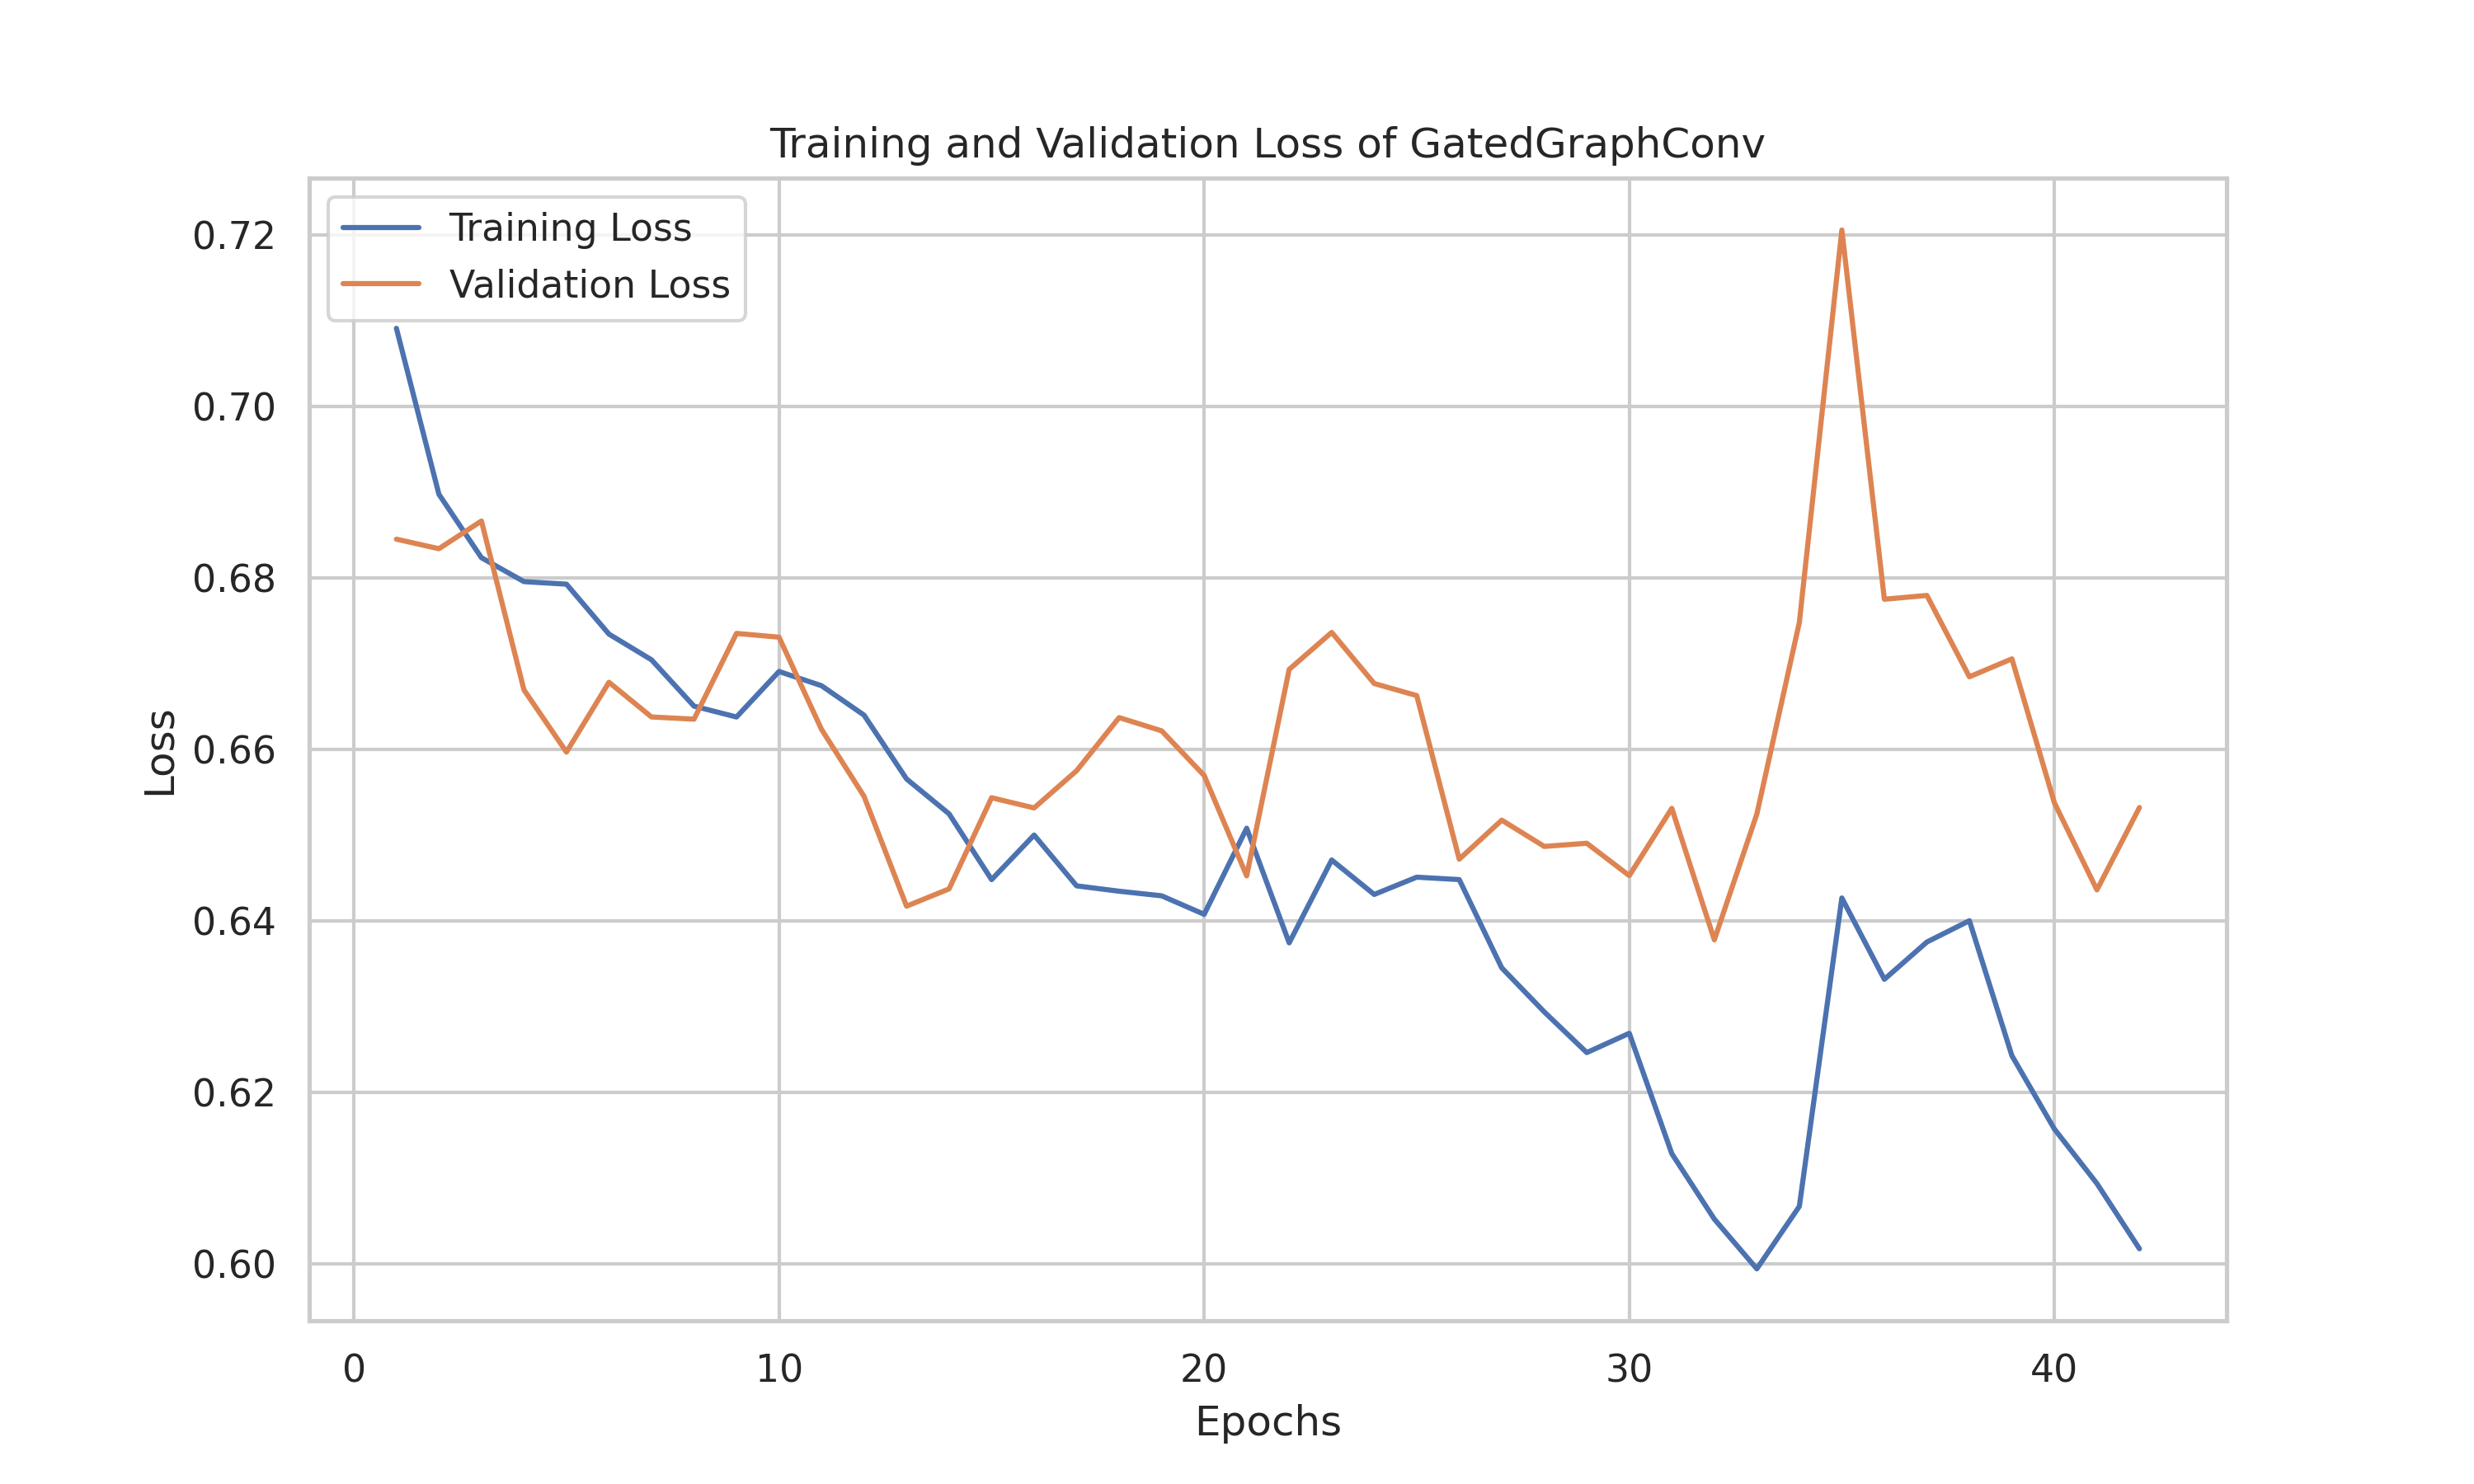 Training and Validation Loss of GatedGraphConv
Training Loss
Validation Loss
0.72
0.70
0.68
0.66
0.64
0.62
0.60
Loss
0 10 20 30 40
Epochs